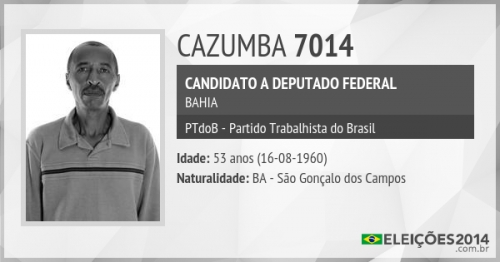 CAZUMBA 7014
CANDIDATO A DEPUTADO FEDERAL
BAHIA
PTdoB - Partido Trabalhista do Brasil
Idade: 53 anos (16-08-1960)
Naturalidade: BA - São Gonçalo dos Campos
ELEIÇÕES2014
.com.br